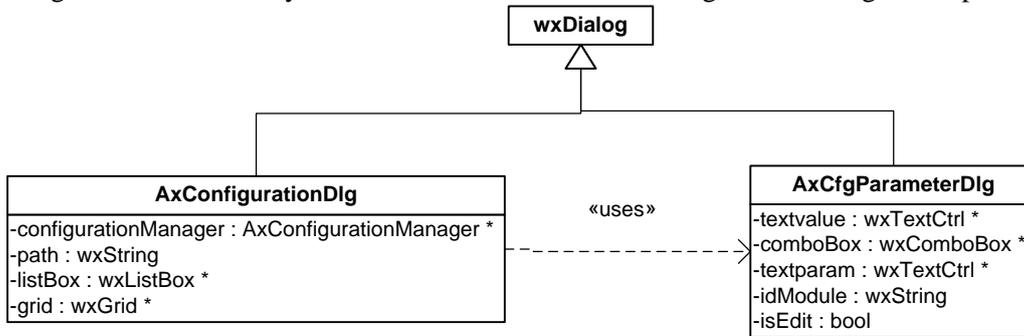 wxDialog
AxConfigurationDlg
-configurationManager : AxConfigurationManager *
-path : wxString
-listBox : wxListBox *
-grid : wxGrid *
«uses»
AxCfgParameterDlg
-textvalue : wxTextCtrl *
-comboBox : wxComboBox *
-textparam : wxTextCtrl *
-idModule : wxString
-isEdit : bool